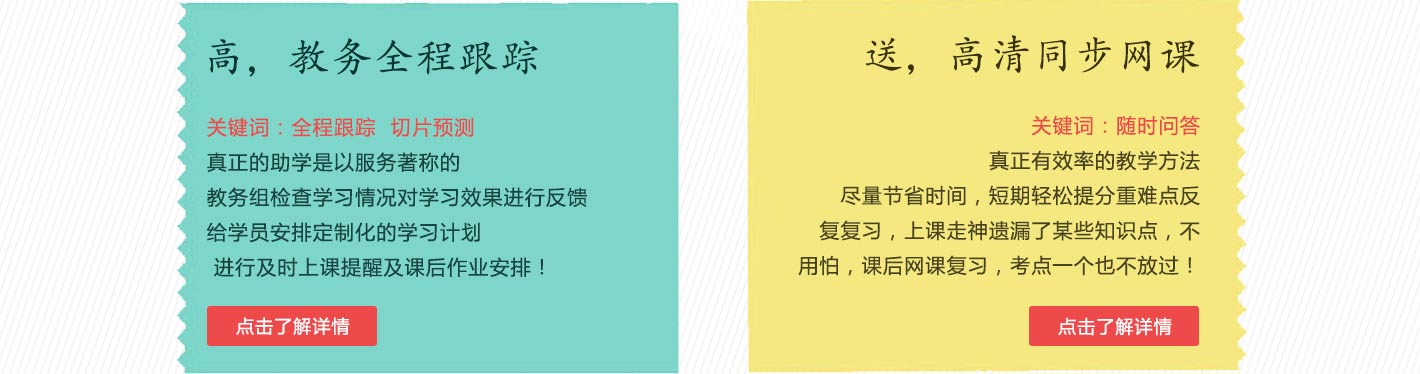 高，教务全程跟踪
关键词：全程跟踪 切片预测
真正的助学是以服务著称的
教务组检查学习情况对学习效果进行反馈
给学员安排定制化的学习计划
进行及时上课提醒及课后作业安排！
点击了解详情
送，高清同步网课
关键词：随时问答
真正有效率的教学方法
尽量节省时间，短期轻松提分重难点反
复复习，上课走神遗漏了某些知识点，不
用怕，课后网课复习，考点一个也不放过！
点击了解详情